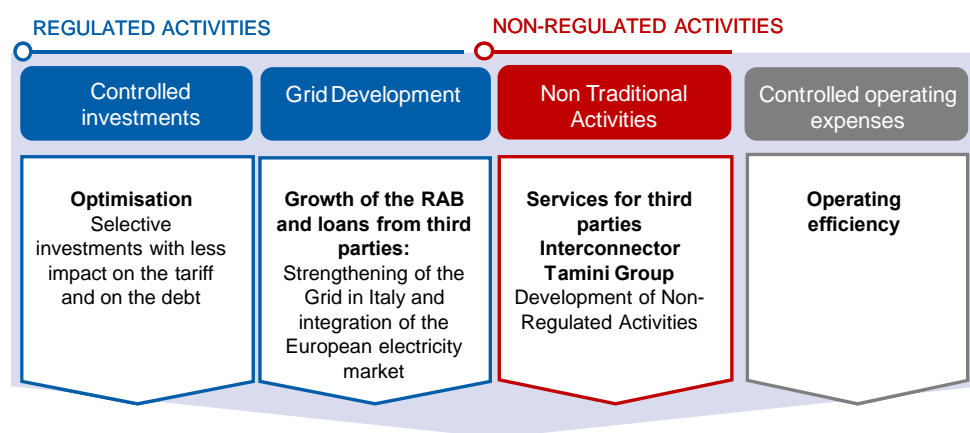 REGULATED ACTIVITIES
NON-REGULATED ACTIVITIES
Controlled
investments
Grid Development
Non Traditional
Activities
Controlled operating
expenses
Optimisation
Selective
investments with less
impact on the tariff
and on the debt
Growth of the RAB
and loans from third
parties:
Strengthening of the
Grid in Italy and
integration of the
European electricity
market
Services for third
parties
Interconnector
Tamini Group
Development of Non-
Regulated Activities
Operating
efficiency